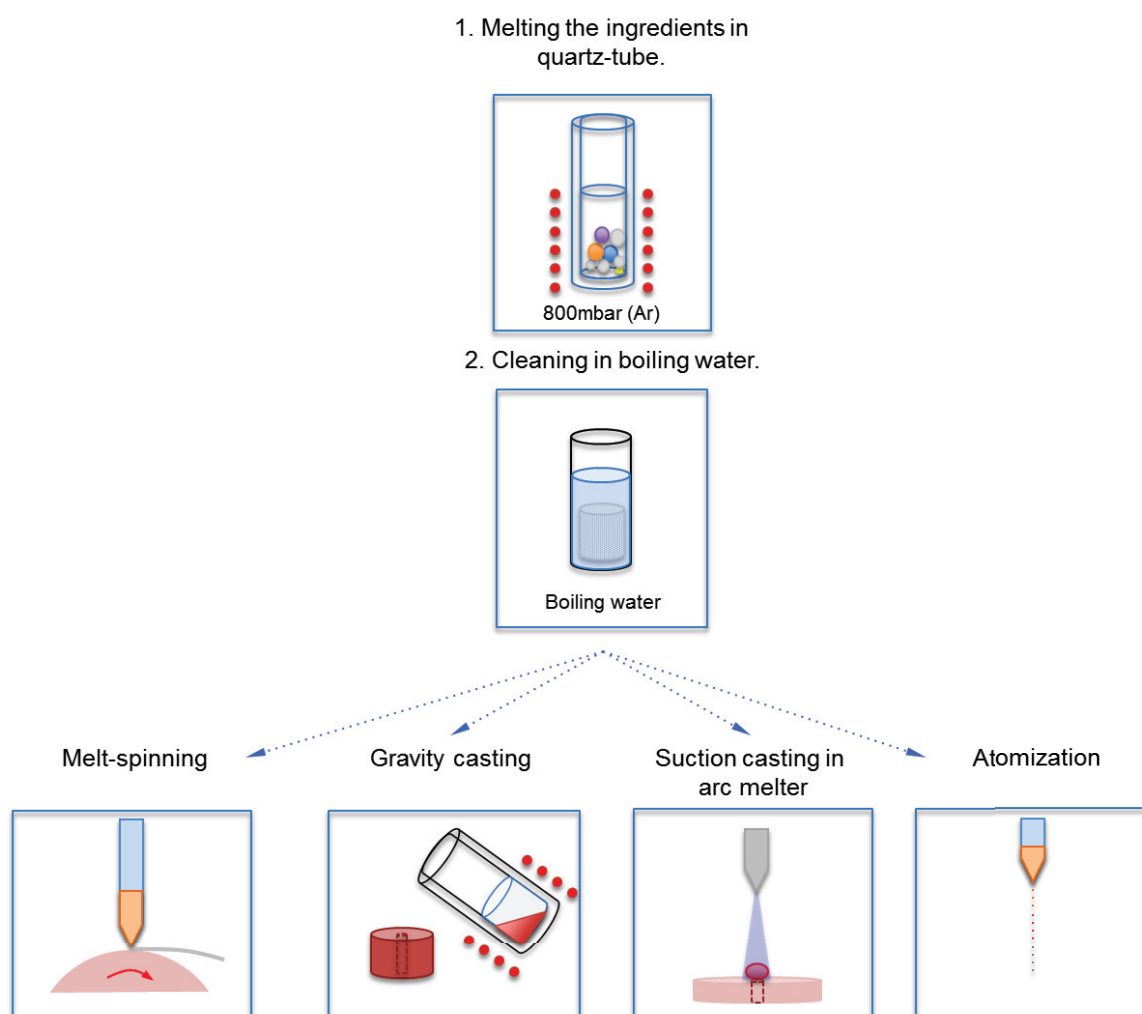 1. Melting the ingredients in
quartz-tube.
800mbar (Ar)
2. Cleaning in boiling water.
Boiling water
Melt-spinning
Gravity casting
Suction casting in
arc melter
Atomization